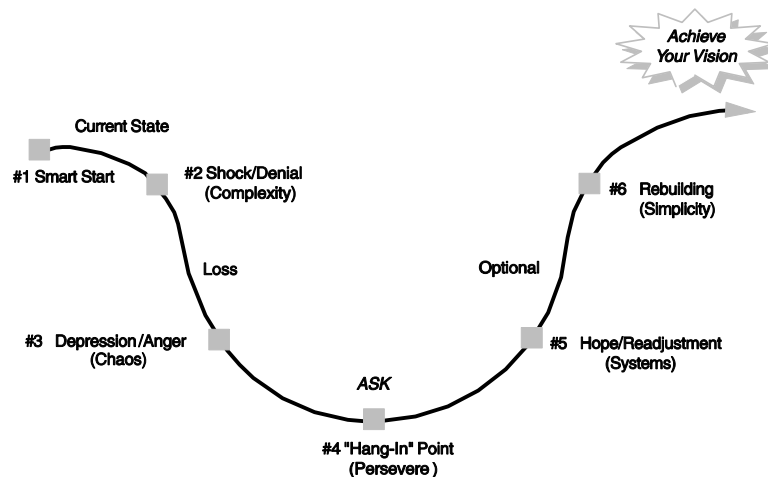 Achieve
Your Vision
Current State
#1 Smart Start
#2 Shock/Denial
(Complexity)
#6 Rebuilding
(Simplicity)
Loss
Optional
#3 Depression/Anger
(Chaos)
#5 Hope/Readjustment
(Systems)
ASK
#4 "Hang-In" Point
(Persevere)